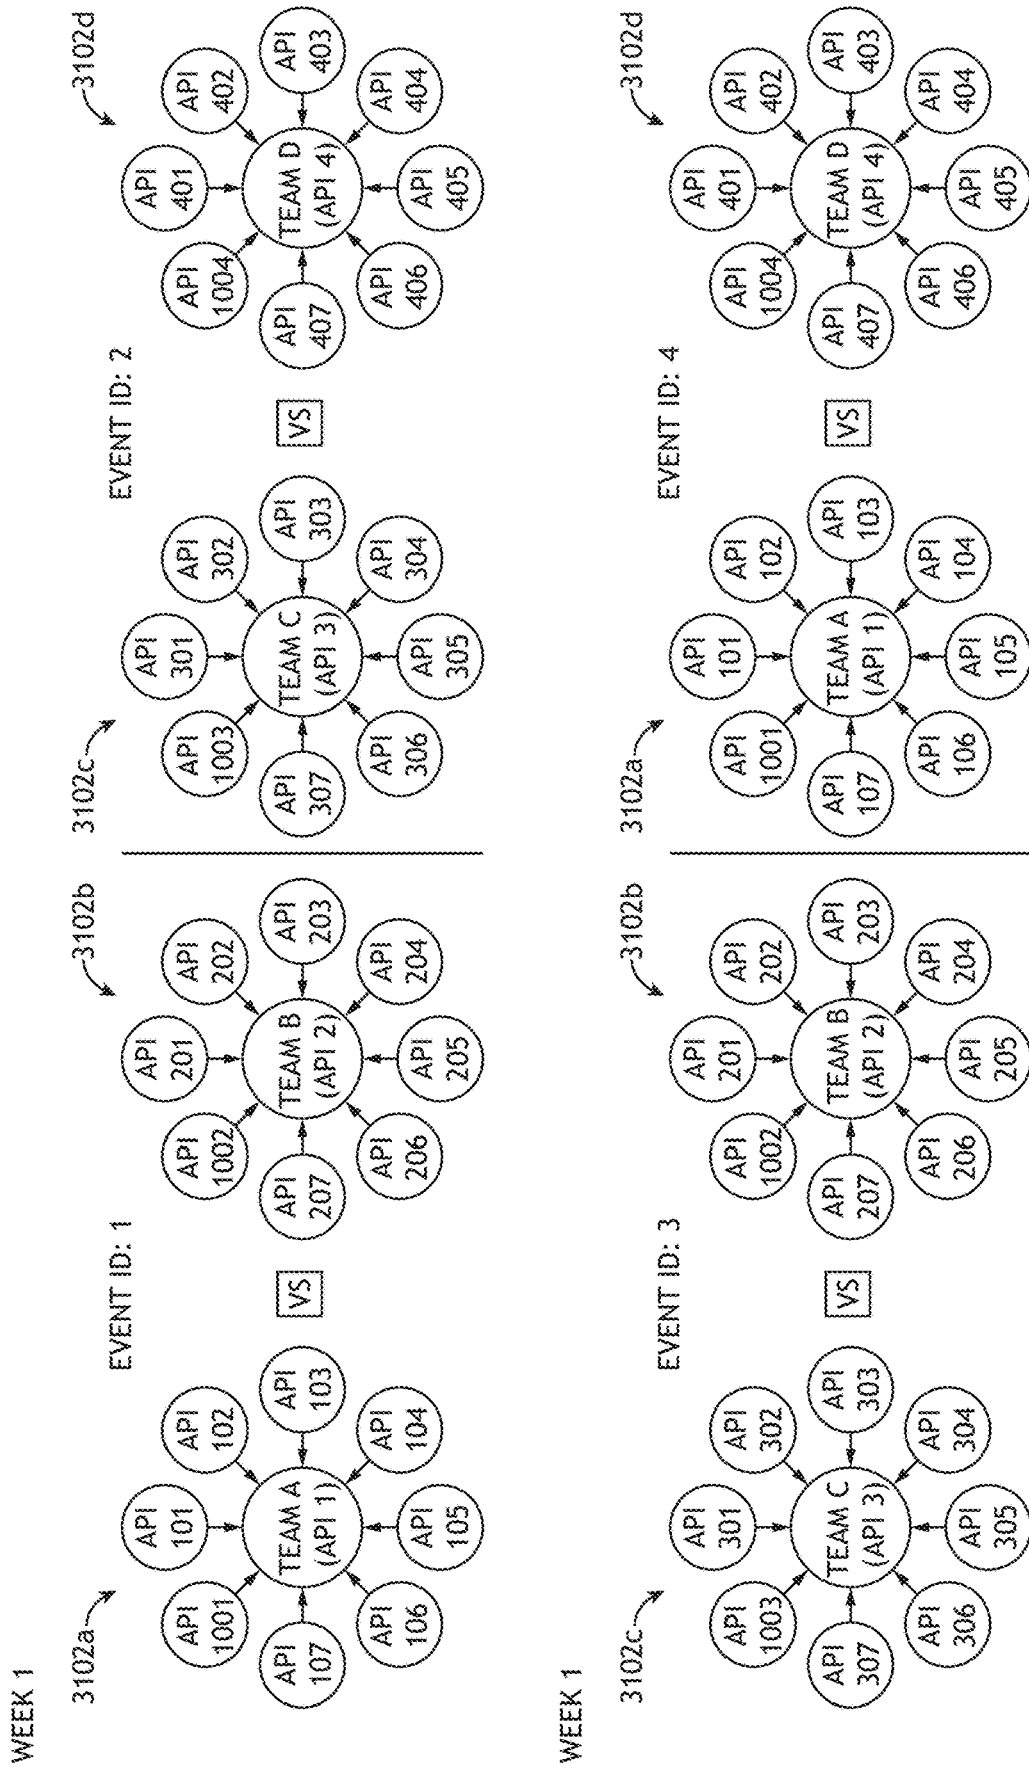 WEEK 1
EVENT ID: 1
3102a
API
1001
API
101
API
102
API
107
TEAM A
(API 1)
API
103
API
106
API
105
API
104
VS
3102b
API
1002
API
201
API
202
API
207
TEAM B
(API 2)
API
203
API
206
API
205
API
204
EVENT ID: 2
3102c
API
1003
API
301
API
302
API
307
TEAM C
(API 3)
API
303
API
306
API
305
API
304
VS
3102d
API
1004
API
401
API
402
API
407
TEAM D
(API 4)
API
403
API
406
API
405
API
404
WEEK 1
EVENT ID: 3
3102c
API
1003
API
301
API
302
API
307
TEAM C
(API 3)
API
303
API
306
API
305
API
304
VS
3102b
API
1002
API
201
API
202
API
207
TEAM B
(API 2)
API
203
API
206
API
205
API
204
EVENT ID: 4
3102a
API
1001
API
101
API
102
API
107
TEAM A
(API 1)
API
103
API
106
API
105
API
104
VS
3102d
API
1004
API
401
API
402
API
407
TEAM D
(API 4)
API
403
API
406
API
405
API
404